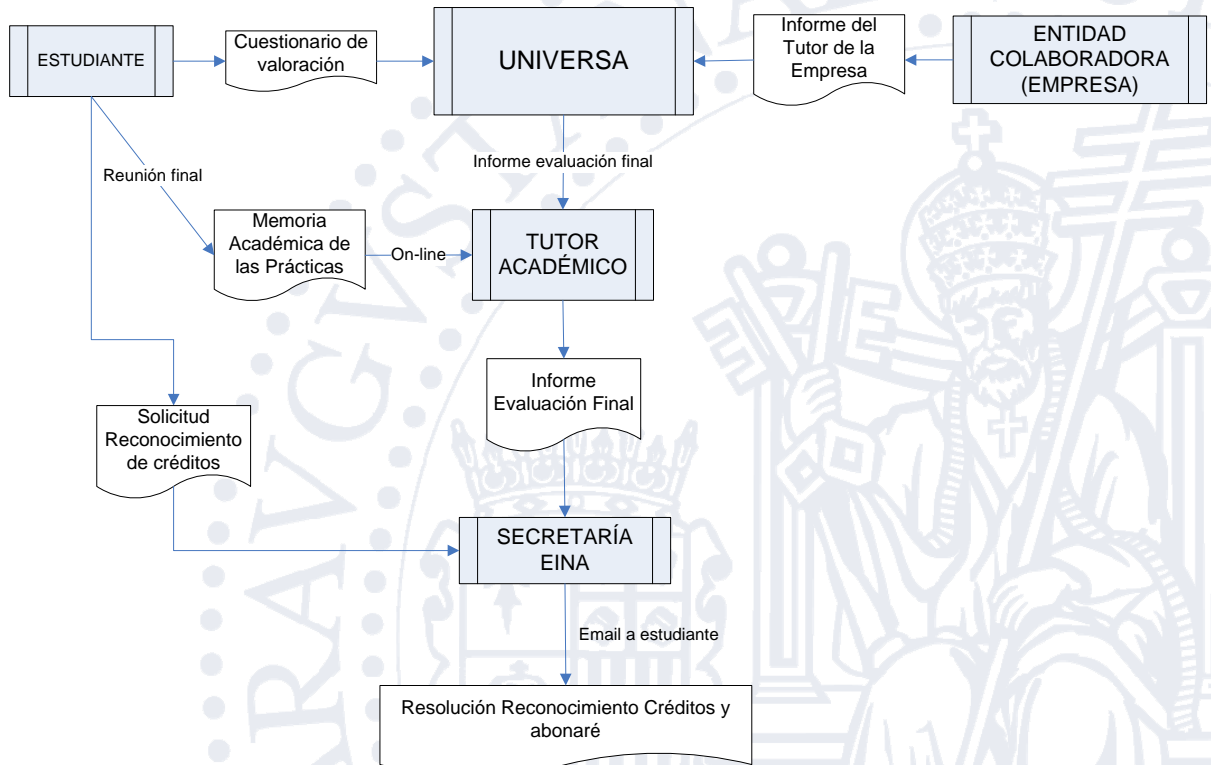 ESTUDIANTE
Cuestionario de
valoración
UNIVERSA
Informe del
Tutor de la
Empresa
ENTIDAD
COLABORADORA
(EMPRESA)
Informe evaluación final
Reunión final
Memoria
Académica de
las Prácticas
On-line
TUTOR
ACADÉMICO
Informe
Evaluación Final
Solicitud
Reconocimiento
de créditos
SECRETARÍA
EINA
Email a estudiante
Resolución Reconocimiento Créditos y
abonaré